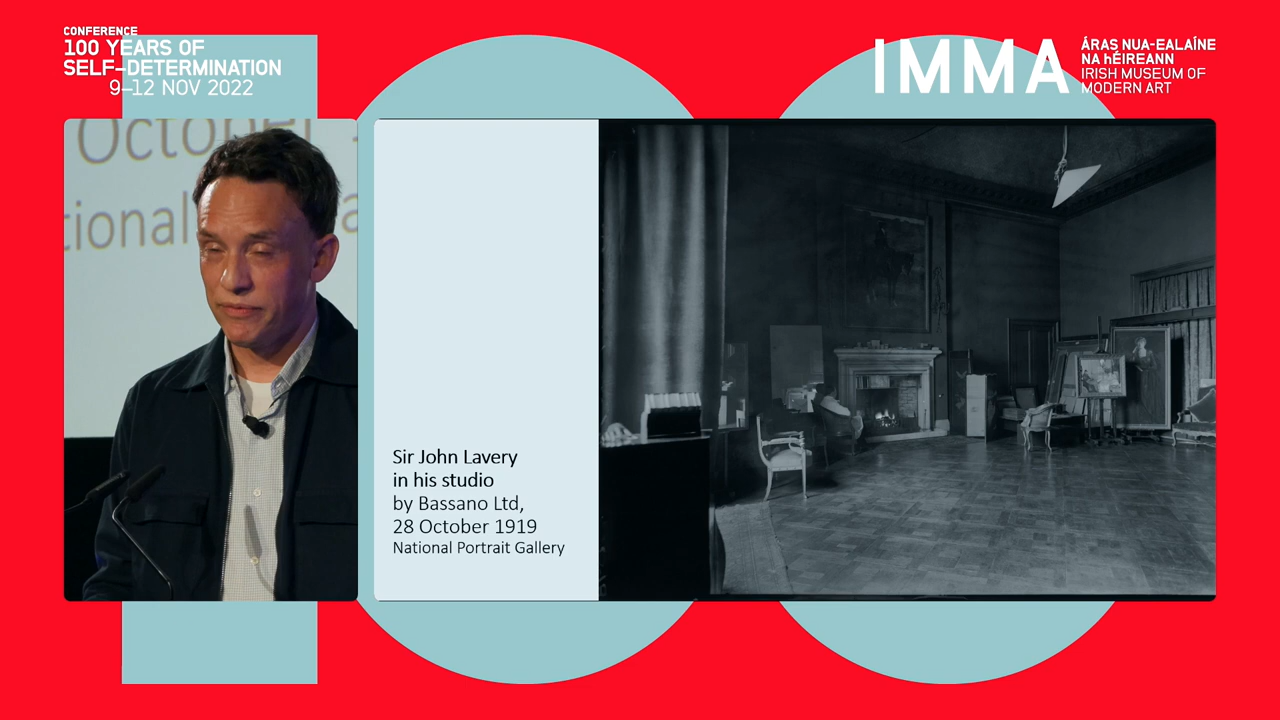 CONFERENCE
100 YEARS OF
SELF-DETERMINATION
9–12 NOV 2022
IMMA
ÁRAS NUA-EALAÍNE
NA hÉIREANN
IRISH MUSEUM OF
MODERN ART
October
Sir John Lavery
in his studio
by Bassano Ltd,
28 October 1919
National Portrait Gallery